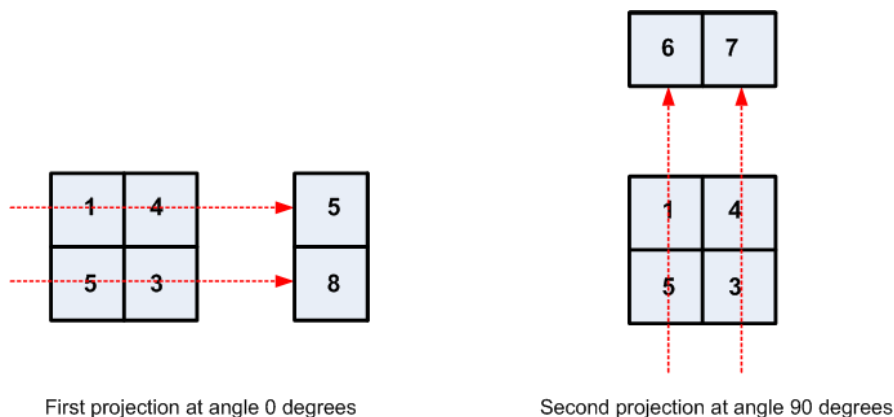 6 7
1 4 5
5 3 8
1 4
5 3
First projection at angle 0 degrees
Second projection at angle 90 degrees